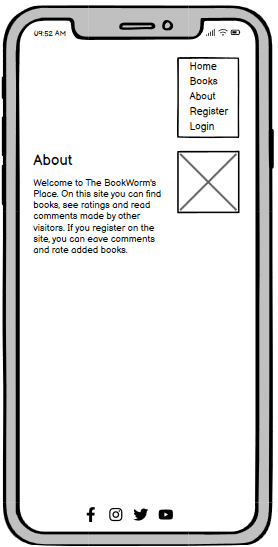 09:52 AM
Home
Books
About
Register
Login
About
Welcome to The BookWorm's
Place. On this site you can find
books, see ratings and read
comments made by other
visitors. If you register on the
site, you can eave comments
and rate added books.